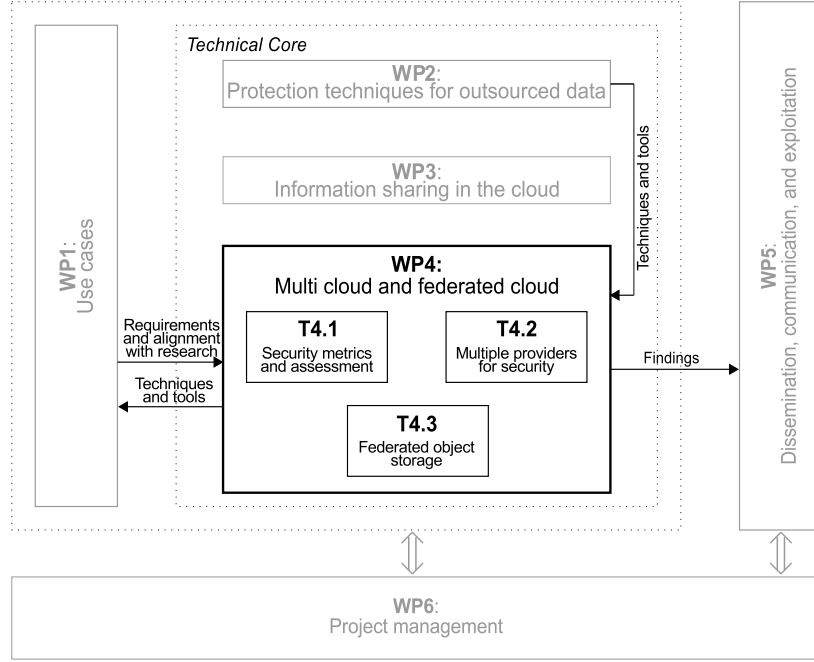 Technical Core
WP2:
Protection techniques for outsourced data
WP3:
Information sharing in the cloud
Techniques and tools
WP1:
Use cases
WP4:
Multi cloud and federated cloud
T4.1
Security metrics
and assessment
T4.2
Multiple providers
for security
T4.3
Federated object
storage
Requirements
and alignment
with research
Techniques
and tools
Findings
WP5:
Dissemination, communication, and exploitation
WP6:
Project management